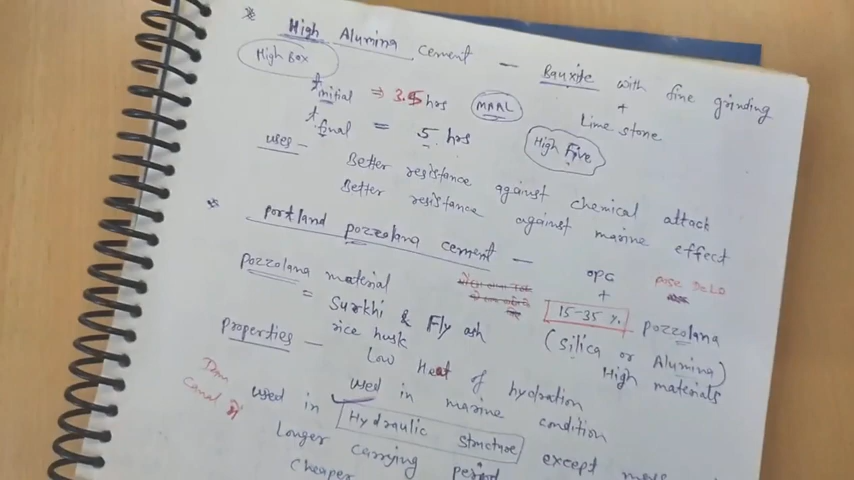 * High Alumina cement — Bauxite with fine grinding
High Box
+
Lime stone
t initial ⇒ 3.5 hrs
MAAL
t final = 5 hrs
High Five
uses –
Better resistance against chemical attack
Better resistance against marine effect
* portland pozzolana cement —
OPC
+
15-35 %. pozzolana
(silica or Alumina)
High materials
pozzolana material
= Surkhi & Fly ash
rice husk
Properties — Low Heat of hydration
used in marine condition
Dam
canal में
used in Hydraulic structure except
Longer carrying period
cheaper